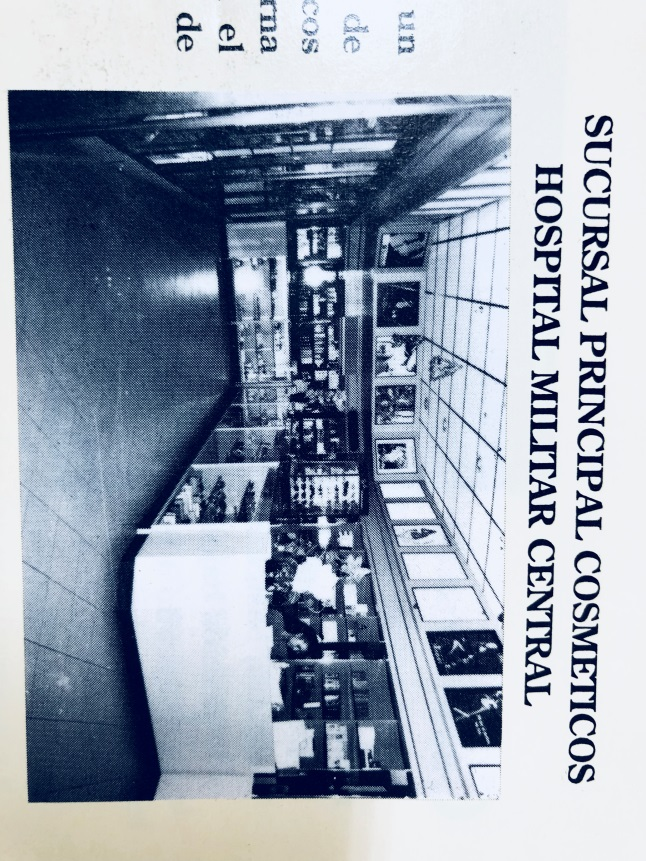 SUCURSAL PRINCIPAL COSMETICOS
HOSPITAL MILITAR CENTRAL
un
de
cos
rna
el
de